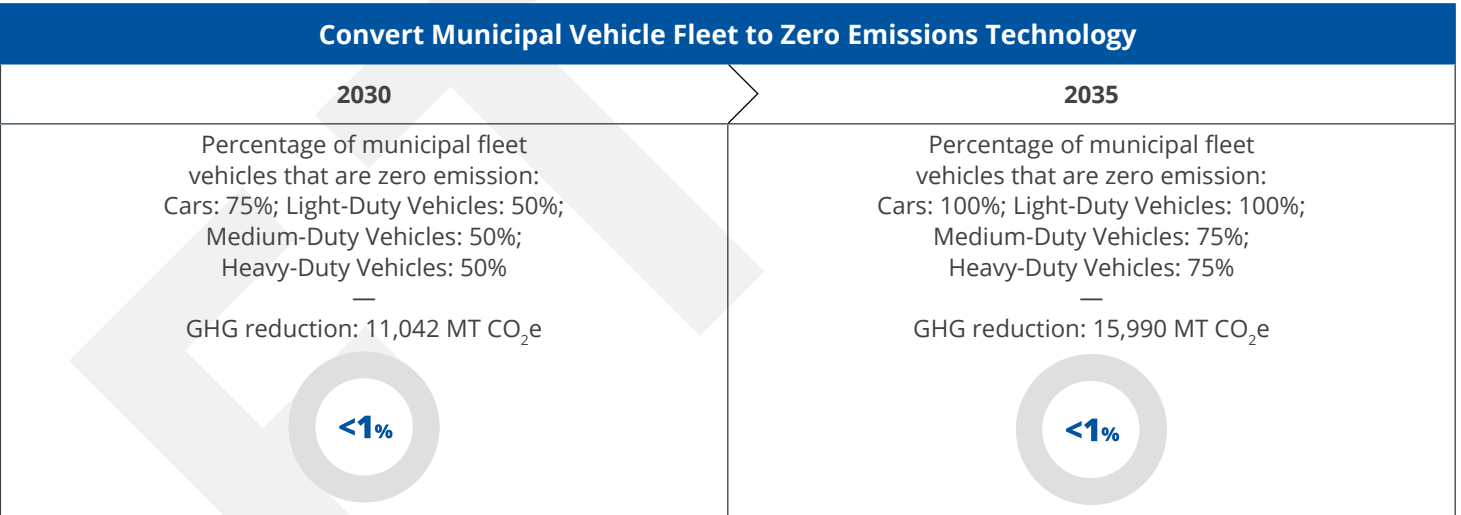 Convert Municipal Vehicle Fleet to Zero Emissions Technology
2030
Percentage of municipal fleet
vehicles that are zero emission:
Cars: 75%; Light-Duty Vehicles: 50%;
Medium-Duty Vehicles: 50%;
Heavy-Duty Vehicles: 50%
—
GHG reduction: 11,042 MT CO₂e
<1%
2035
Percentage of municipal fleet
vehicles that are zero emission:
Cars: 100%; Light-Duty Vehicles: 100%;
Medium-Duty Vehicles: 75%;
Heavy-Duty Vehicles: 75%
—
GHG reduction: 15,990 MT CO₂e
<1%